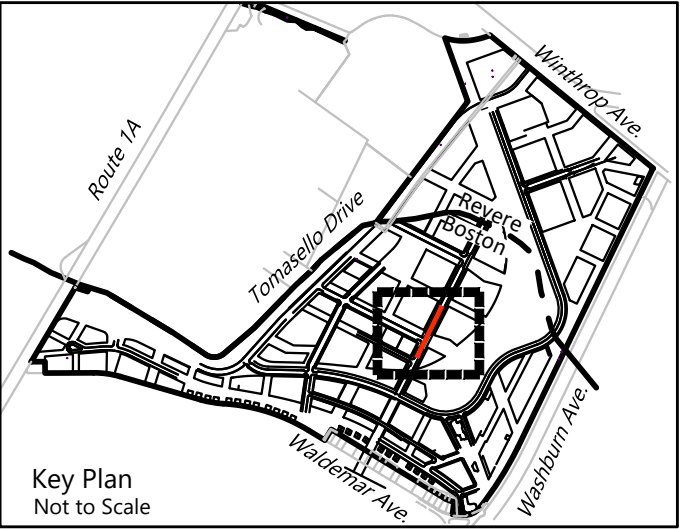 Winthrop Ave.
Route 1A
Revere
Boston
Tomasello Drive
Washburn Ave.
Waldemar Ave.
Key Plan
Not to Scale